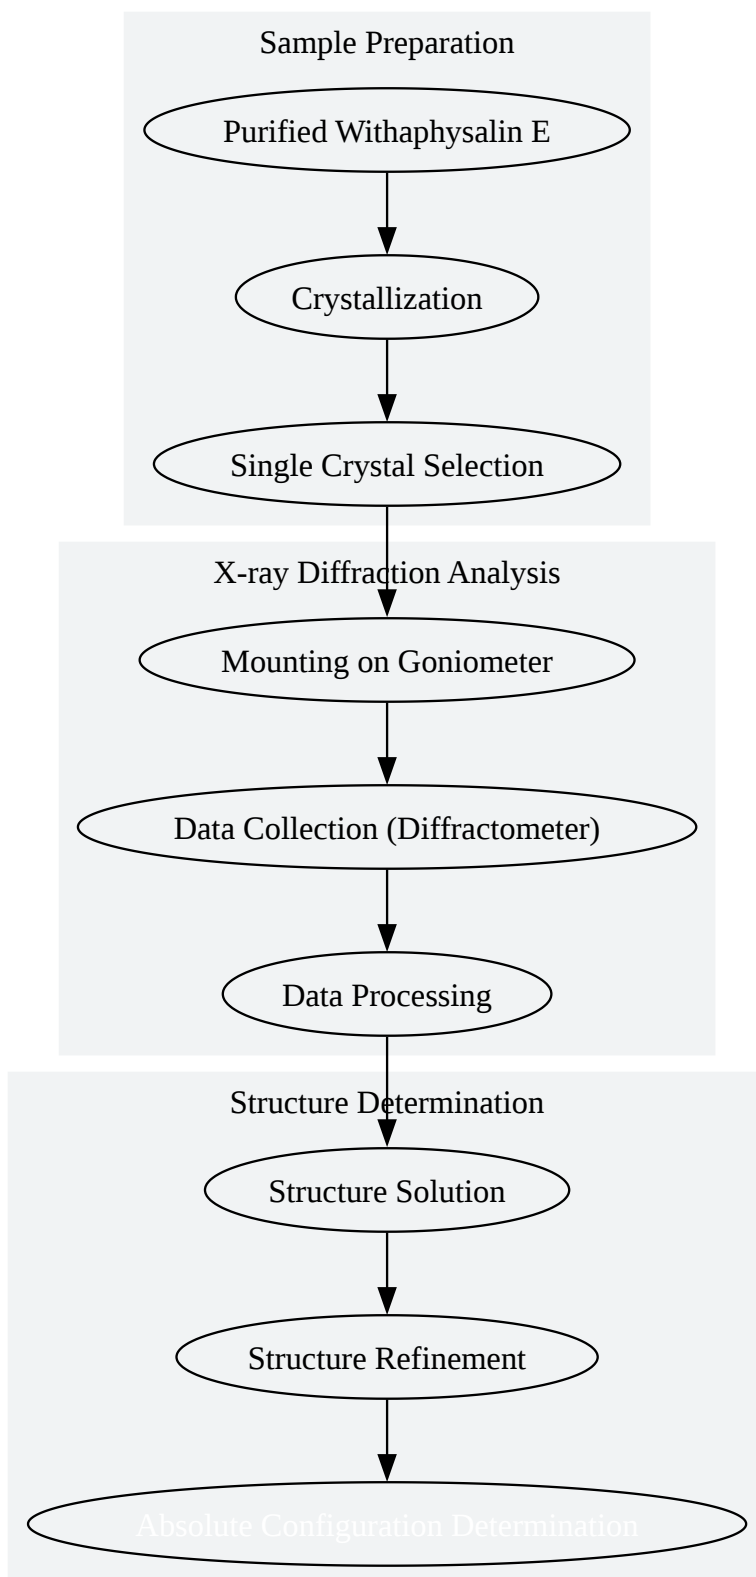 Sample Preparation
Purified Withaphysalin E
Crystallization
Single Crystal Selection
X-ray Diffraction Analysis
Mounting on Goniometer
Data Collection (Diffractometer)
Data Processing
Structure Determination
Structure Solution
Structure Refinement
Absolute Configuration Determination